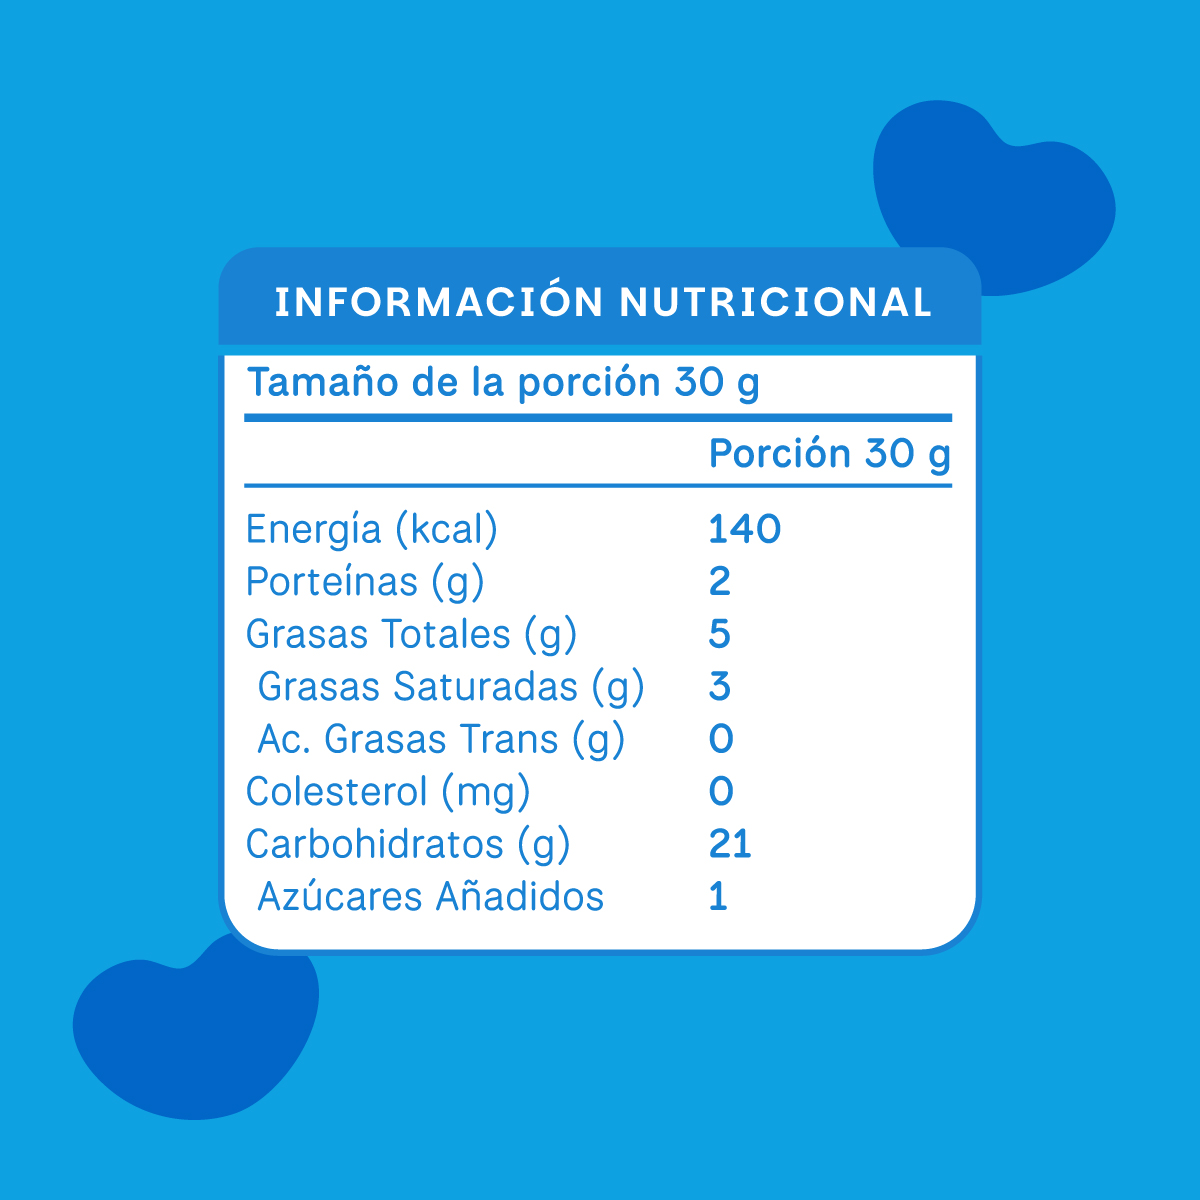 INFORMACIÓN NUTRICIONAL
Tamaño de la porción 30 g
Porción 30 g
Energía (kcal) 140
Porteínas (g) 2
Grasas Totales (g) 5
Grasas Saturadas (g) 3
Ac. Grasas Trans (g) 0
Colesterol (mg) 0
Carbohidratos (g) 21
Azúcares Añadidos 1